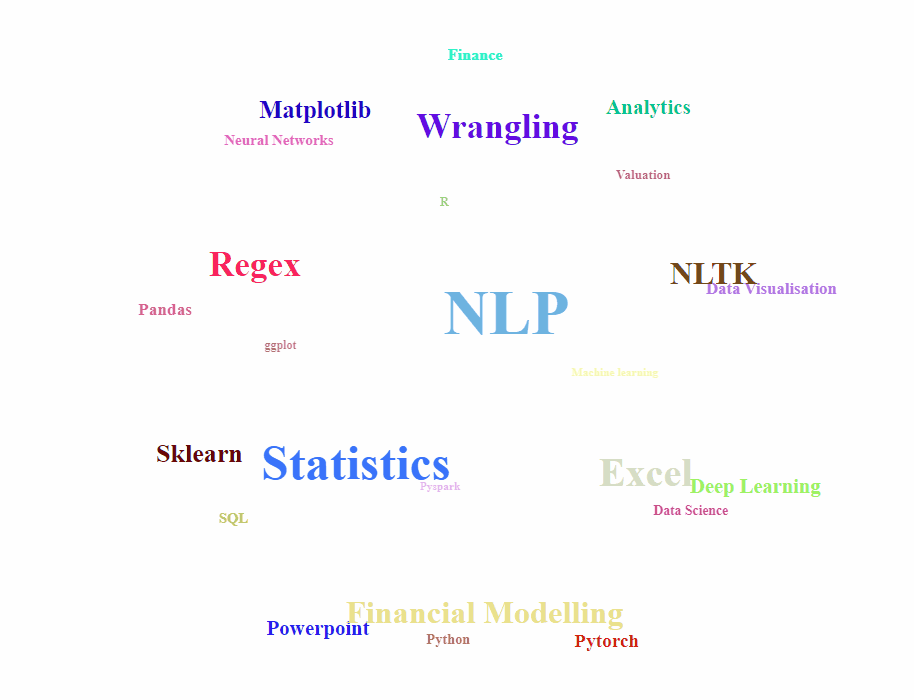 Finance
Matplotlib
Wrangling
Analytics
Neural Networks
Valuation
R
Regex
NLTK
Data Visualisation
Pandas
NLP
ggplot
Machine learning
Sklearn
Statistics
Excel
Pyspark
Deep Learning
Data Science
SQL
Financial Modelling
Powerpoint
Python
Pytorch